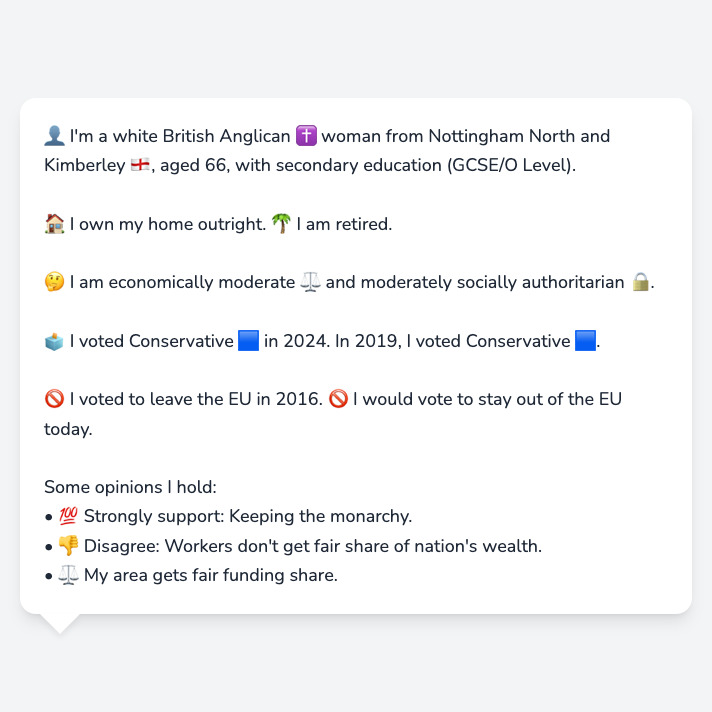 👤 I'm a white British Anglican ✝️ woman from Nottingham North and
Kimberley 🏴󠁧󠁢󠁥󠁮󠁧󠁿, aged 66, with secondary education (GCSE/O Level).
🏠 I own my home outright. 🌴 I am retired.
🤔 I am economically moderate ⚖️ and moderately socially authoritarian 🔒.
🗳️ I voted Conservative 🟦 in 2024. In 2019, I voted Conservative 🟦.
🚫 I voted to leave the EU in 2016. 🚫 I would vote to stay out of the EU
today.
Some opinions I hold:
• 💯 Strongly support: Keeping the monarchy.
• 👎 Disagree: Workers don't get fair share of nation's wealth.
• ⚖️ My area gets fair funding share.